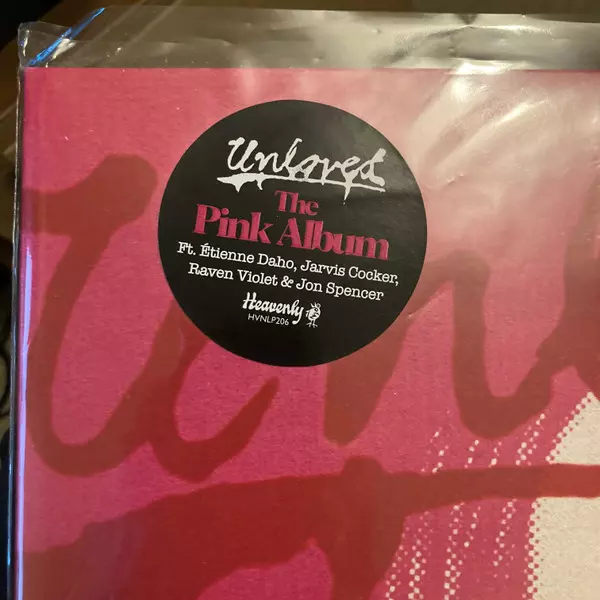 Unloved
The
Pink Album
Ft. Étienne Daho, Jarvis Cocker,
Raven Violet & Jon Spencer
Heavenly
HVNLP206